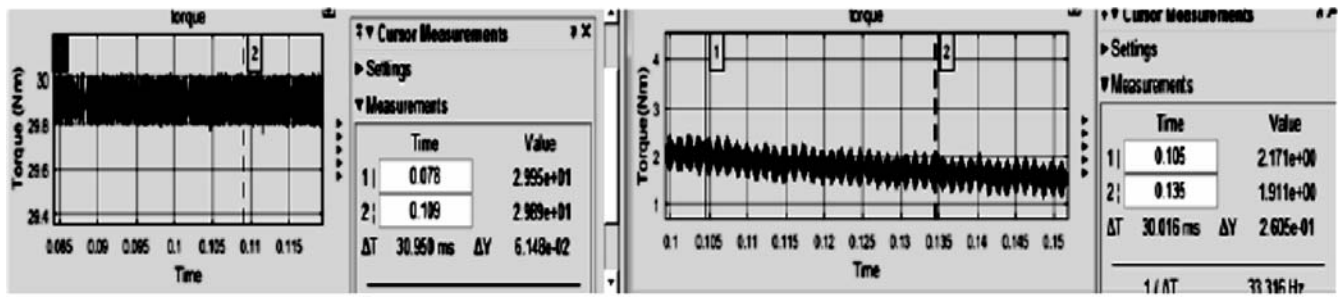 Torque
Cursor Measurements
Settings
Measurements
Time Value
1 0.078 2.995e+01
2 0.109 2.989e+01
ΔT 30.950 ms ΔY 6.148e-02
2
Torque (Nm)
30
29.8
29.6
29.4
0.085 0.09 0.095 0.1 0.105 0.11 0.115
Time
Torque
Cursor Measurements
Settings
Measurements
Time Value
1 0.105 2.171e+00
2 0.135 1.911e+00
ΔT 30.016 ms ΔY 2.605e-01
1 / ΔT 33.316 Hz
1 2
Torque(Nm)
4
3
2
1
0.1 0.105 0.11 0.115 0.12 0.125 0.13 0.135 0.14 0.145 0.15
Time